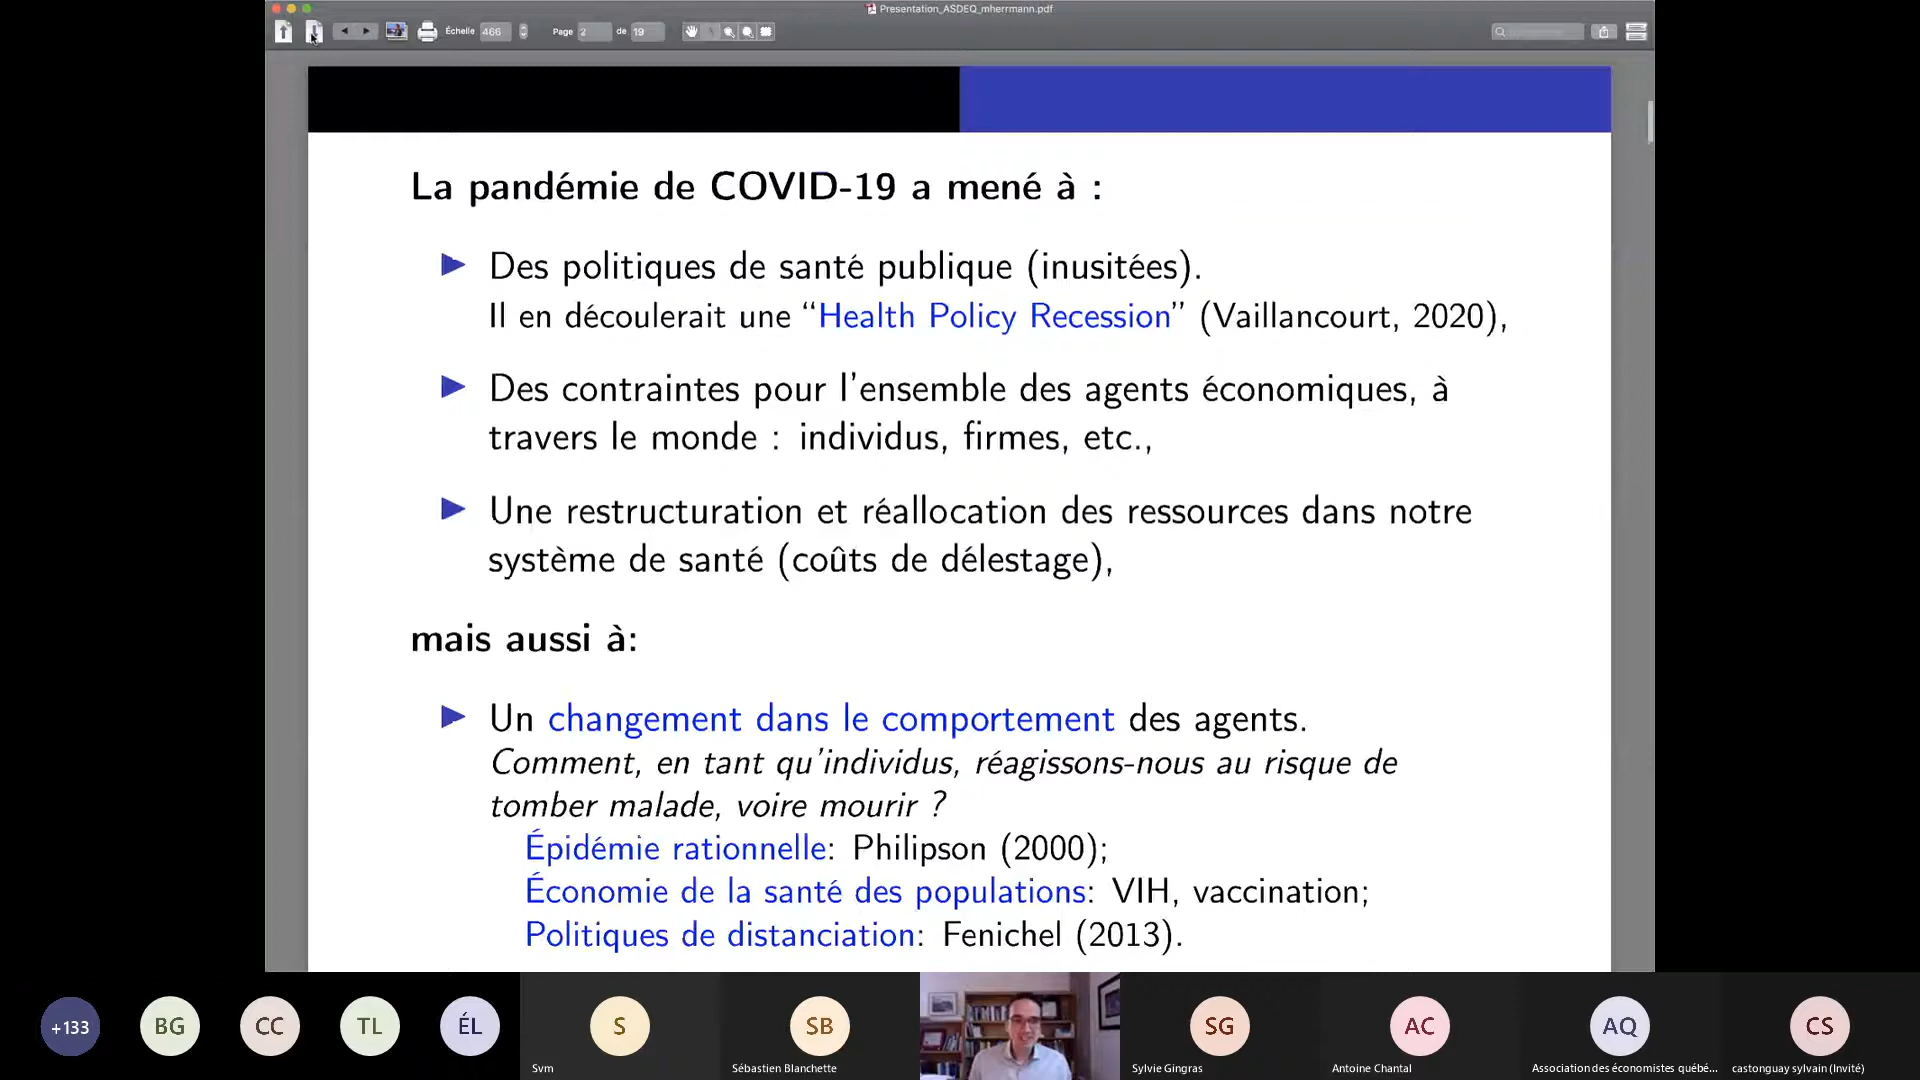 Presentation_ASDEQ_mherrmann.pdf
Échelle 466 Page 2 de 19
La pandémie de COVID-19 a mené à :
Des politiques de santé publique (inusitées).
Il en découlerait une “Health Policy Recession” (Vaillancourt, 2020),
Des contraintes pour l'ensemble des agents économiques, à
travers le monde : individus, firmes, etc.,
Une restructuration et réallocation des ressources dans notre
système de santé (coûts de délestage),
mais aussi à:
Un changement dans le comportement des agents.
Comment, en tant qu'individus, réagissons-nous au risque de
tomber malade, voire mourir ?
Épidémie rationnelle: Philipson (2000);
Économie de la santé des populations: VIH, vaccination;
Politiques de distanciation: Fenichel (2013).
+133 BG CC TL ÉL S SB SG AC AQ CS
Svm Sébastien Blanchette Sylvie Gingras Antoine Chantal Association des économistes québé... castonguay sylvain (Invité)